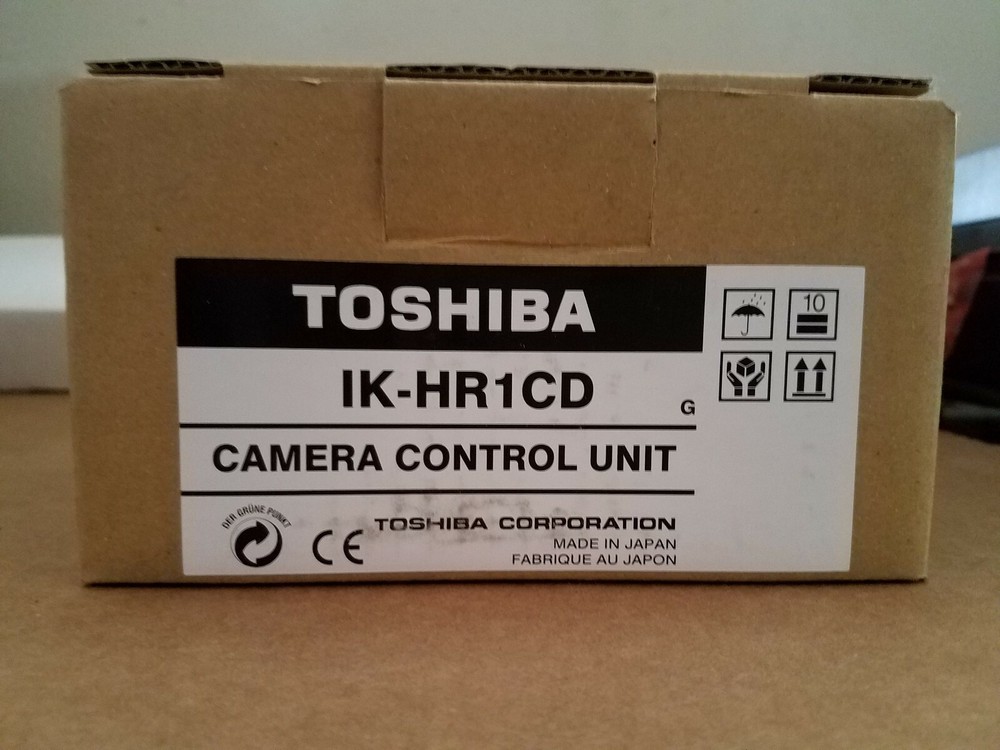 TOSHIBA
10
IK-HR1CD
G
CAMERA CONTROL UNIT
DER GRÜNE PUNKT
CE
TOSHIBA CORPORATION
MADE IN JAPAN
FABRIQUE AU JAPON